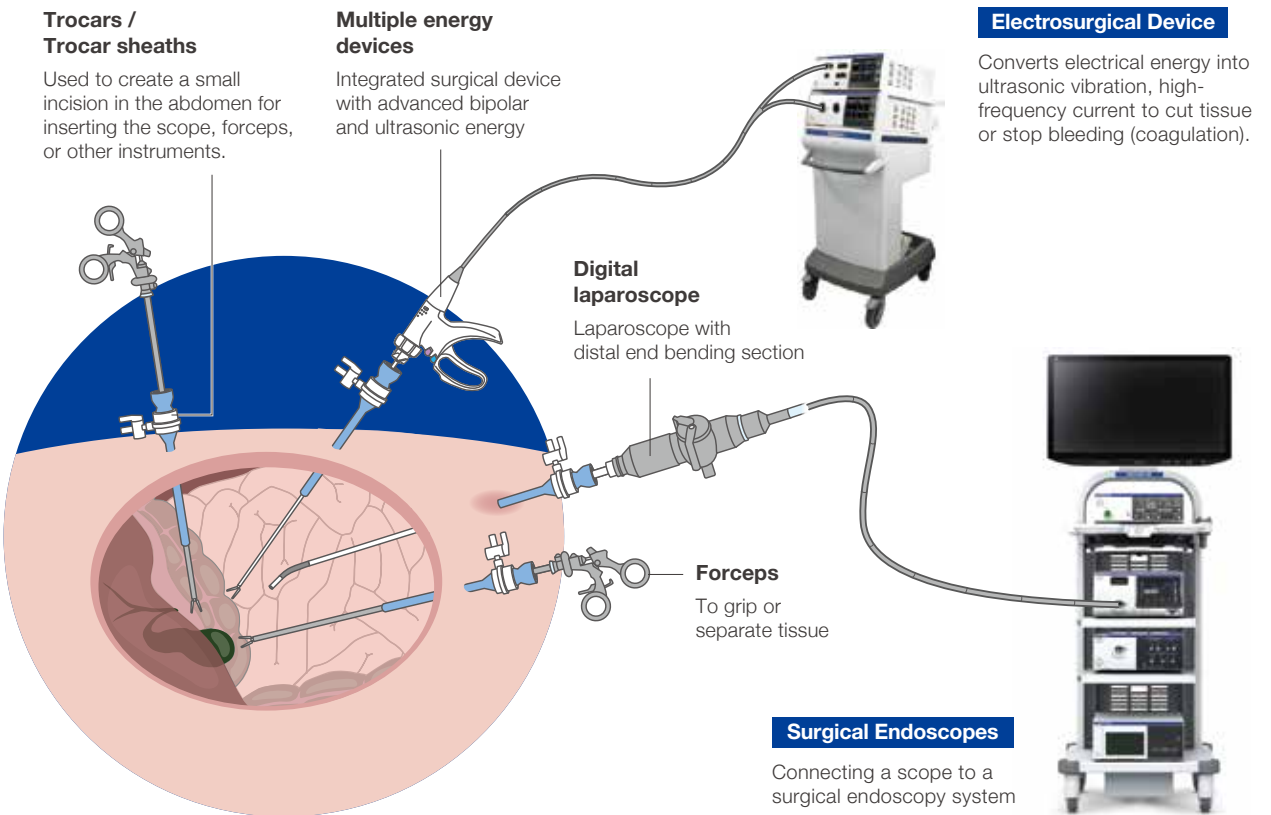 Trocars /
Trocar sheaths
Used to create a small
incision in the abdomen for
inserting the scope, forceps,
or other instruments.
Multiple energy
devices
Integrated surgical device
with advanced bipolar
and ultrasonic energy
Electrosurgical Device
Converts electrical energy into
ultrasonic vibration, high-
frequency current to cut tissue
or stop bleeding (coagulation).
Digital
laparoscope
Laparoscope with
distal end bending section
Forceps
To grip or
separate tissue
Surgical Endoscopes
Connecting a scope to a
surgical endoscopy system